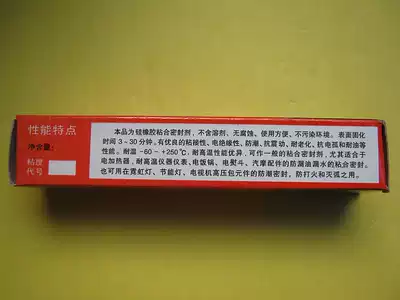 性能特点
净含量:
粘度
代号
本品为硅橡胶粘合密封剂，不含溶剂、无腐蚀、使用方便、不污染环境。表面固化
时间3-30分钟，有优良的粘接性、电绝缘性、防潮、抗震动、耐老化、抗电弧和耐油等
性。耐温-60-+250℃，耐高温性能优异，可作一般的粘合密封剂，尤其适合于
电加热器、耐高温仪器仪表、电饭锅、电熨斗、汽摩配件的防漏油漏水的粘合密封。
也可用在霓虹灯、节能灯、电视机高压包元件的防潮密封、防打火和灭弧之用。